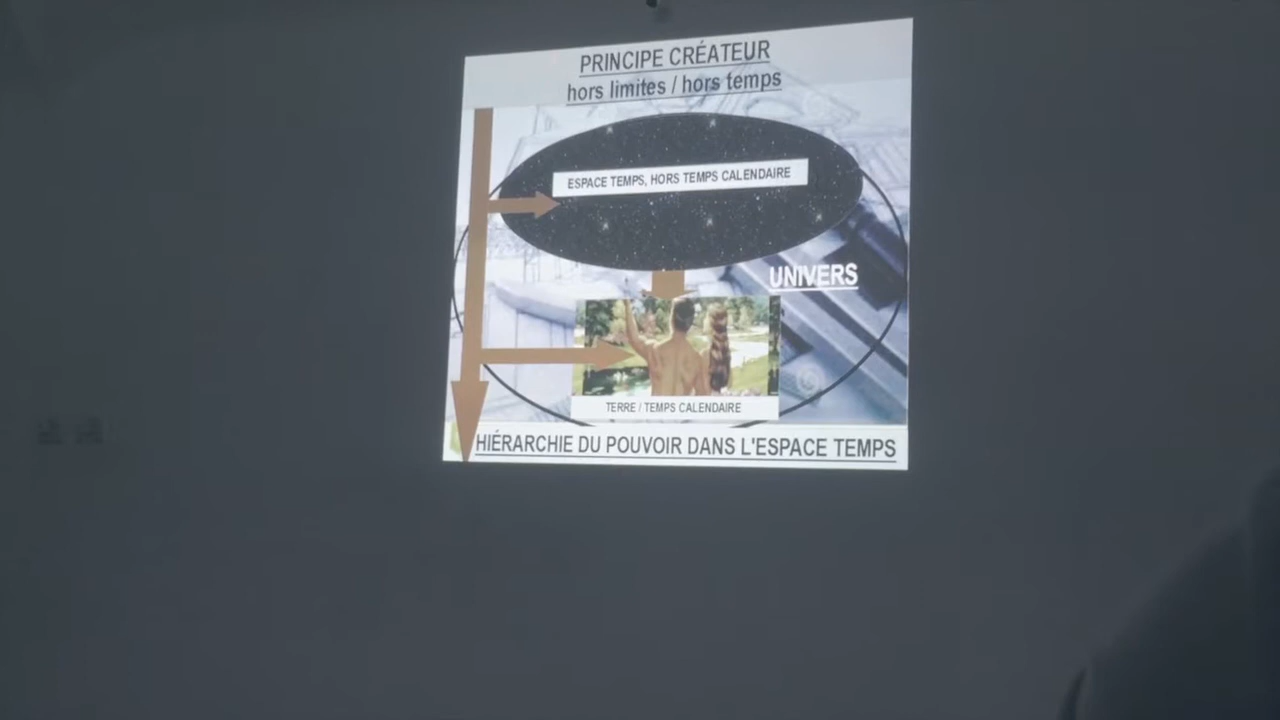 PRINCIPE CRÉATEUR
hors limites / hors temps
ESPACE TEMPS, HORS TEMPS CALENDAIRE
UNIVERS
TERRE / TEMPS CALENDAIRE
HIÉRARCHIE DU POUVOIR DANS L'ESPACE TEMPS